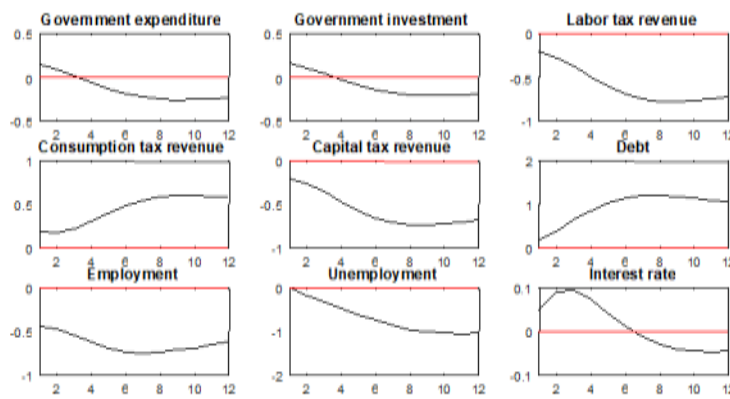 Government expenditure
Government investment
Labor tax revenue
0.5
0
-0.5
2 4 6 8 10 12
0.5
0
-0.5
2 4 6 8 10 12
0
-0.5
-1
2 4 6 8 10 12
Consumption tax revenue
Capital tax revenue
Debt
1
0.5
0
2 4 6 8 10 12
0
-0.5
-1
2 4 6 8 10 12
2
1
0
2 4 6 8 10 12
Employment
Unemployment
Interest rate
0
-0.5
-1
2 4 6 8 10 12
0
-1
-2
2 4 6 8 10 12
0.1
0
-0.1
2 4 6 8 10 12